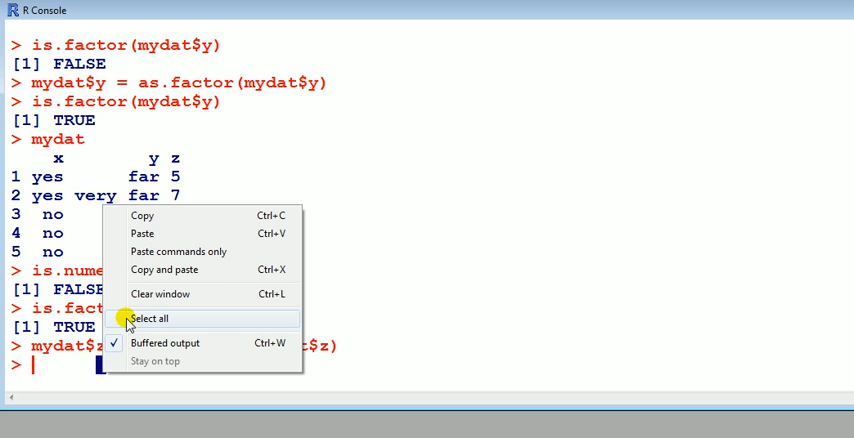 R Console
> is.factor(mydat$y)
[1] FALSE
> mydat$y = as.factor(mydat$y)
> is.factor(mydat$y)
[1] TRUE
> mydat
x y z
1 yes far 5
2 yes very far 7
3 no
4 no
5 no
> is.nume
[1] FALSE
> is.fact
[1] TRUE
> mydat$z t$z)
>
Copy Ctrl+C
Paste Ctrl+V
Paste commands only
Copy and paste Ctrl+X
Clear window Ctrl+L
Select all
Buffered output Ctrl+W
Stay on top